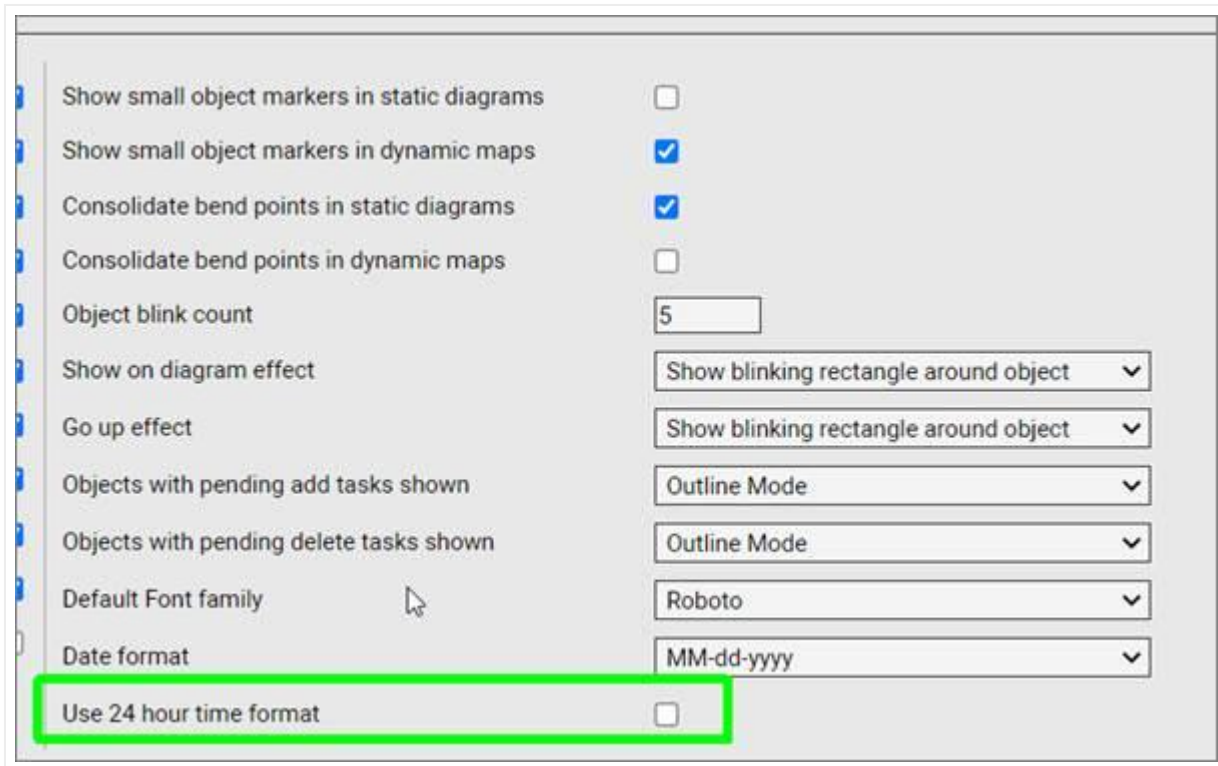 Show small object markers in static diagrams
Show small object markers in dynamic maps
Consolidate bend points in static diagrams
Consolidate bend points in dynamic maps
Object blink count 5
Show on diagram effect Show blinking rectangle around object
Go up effect Show blinking rectangle around object
Objects with pending add tasks shown Outline Mode
Objects with pending delete tasks shown Outline Mode
Default Font family Roboto
Date format MM-dd-yyyy
Use 24 hour time format